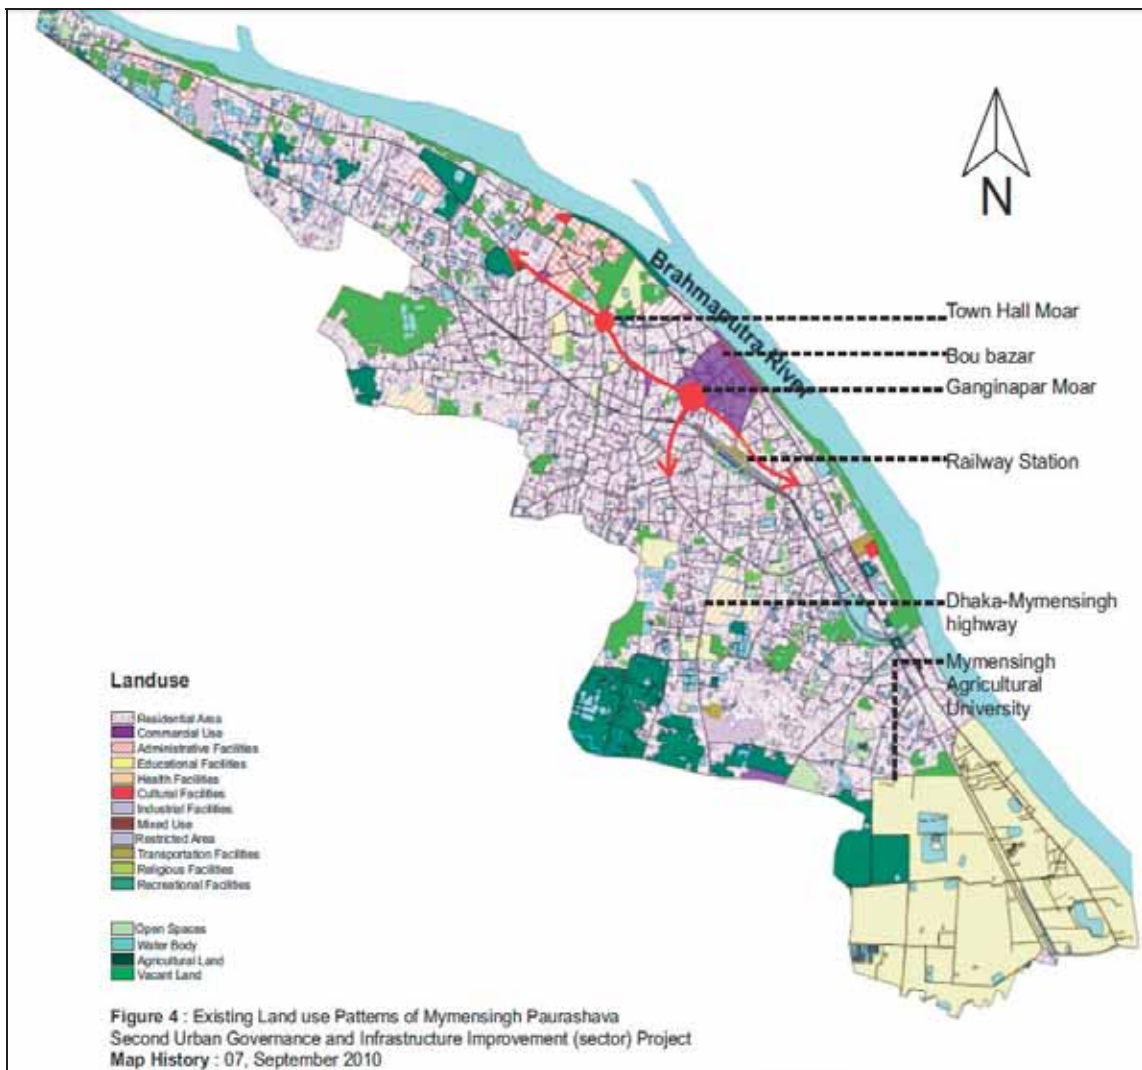 N
Brahmaputra River
Town Hall Moar
Bou bazar
Ganginapar Moar
Railway Station
Dhaka-Mymensingh
highway
Mymensingh
Agricultural
University
Landuse
Residential Area
Commercial Use
Administrative Facilities
Educational Facilities
Health Facilities
Cultural Facilities
Industrial Facilities
Mixed Use
Restricted Area
Transportation Facilities
Religious Facilities
Recreational Facilities
Open Spaces
Water Body
Agricultural Land
Vacant Land
Figure 4 : Existing Land use Patterns of Mymensingh Paurashava
Second Urban Governance and Infrastructure Improvement (sector) Project
Map History : 07, September 2010